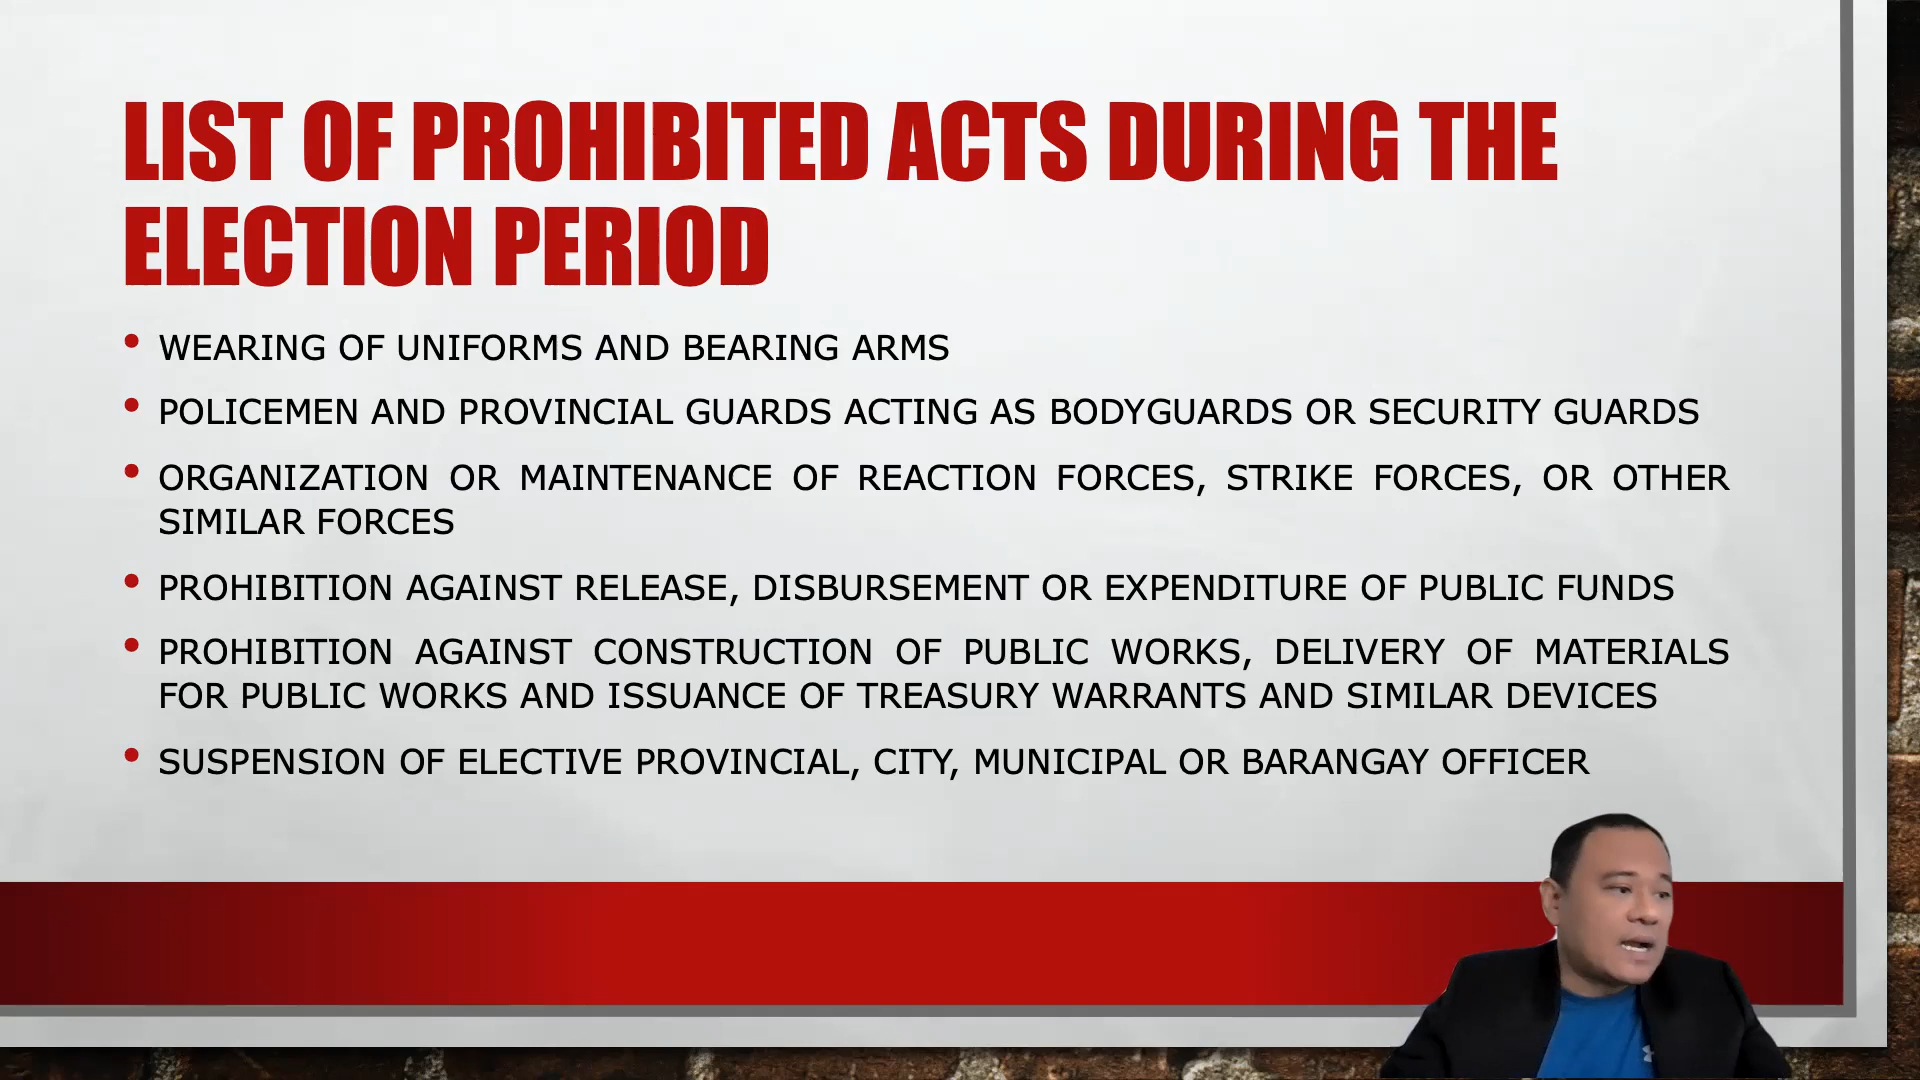 LIST OF PROHIBITED ACTS DURING THE
ELECTION PERIOD
• WEARING OF UNIFORMS AND BEARING ARMS
• POLICEMEN AND PROVINCIAL GUARDS ACTING AS BODYGUARDS OR SECURITY GUARDS
• ORGANIZATION OR MAINTENANCE OF REACTION FORCES, STRIKE FORCES, OR OTHER
SIMILAR FORCES
• PROHIBITION AGAINST RELEASE, DISBURSEMENT OR EXPENDITURE OF PUBLIC FUNDS
• PROHIBITION AGAINST CONSTRUCTION OF PUBLIC WORKS, DELIVERY OF MATERIALS
FOR PUBLIC WORKS AND ISSUANCE OF TREASURY WARRANTS AND SIMILAR DEVICES
• SUSPENSION OF ELECTIVE PROVINCIAL, CITY, MUNICIPAL OR BARANGAY OFFICER